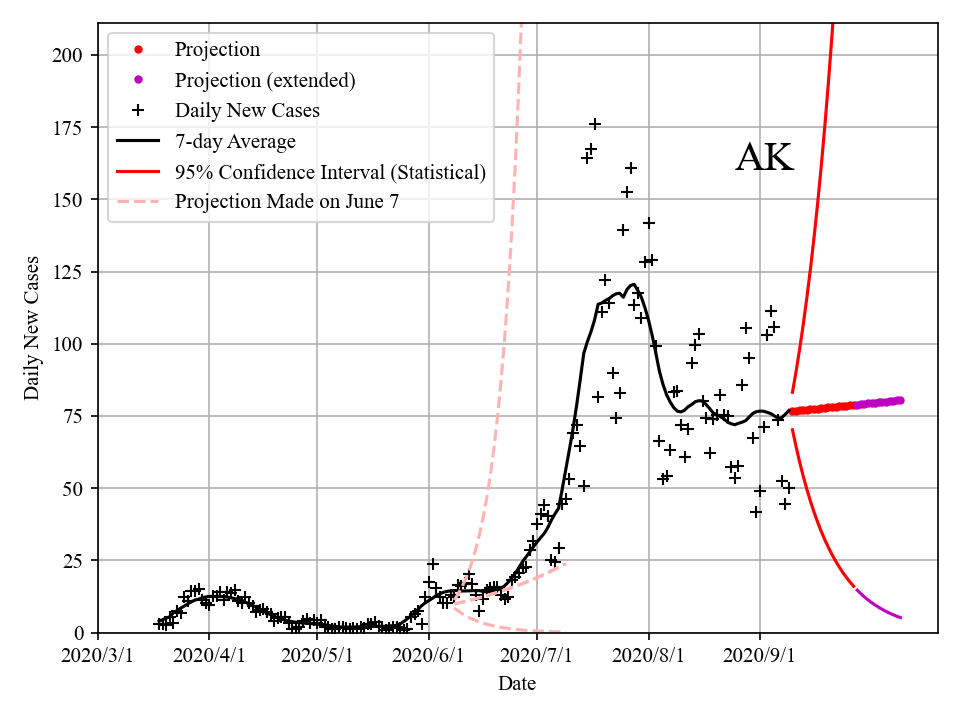 200
175
150
125
100
75
50
25
0
Daily New Cases
Projection
Projection (extended)
Daily New Cases
7-day Average
95% Confidence Interval (Statistical)
Projection Made on June 7
AK
2020/3/1
2020/4/1
2020/5/1
2020/6/1
2020/7/1
2020/8/1
2020/9/1
Date